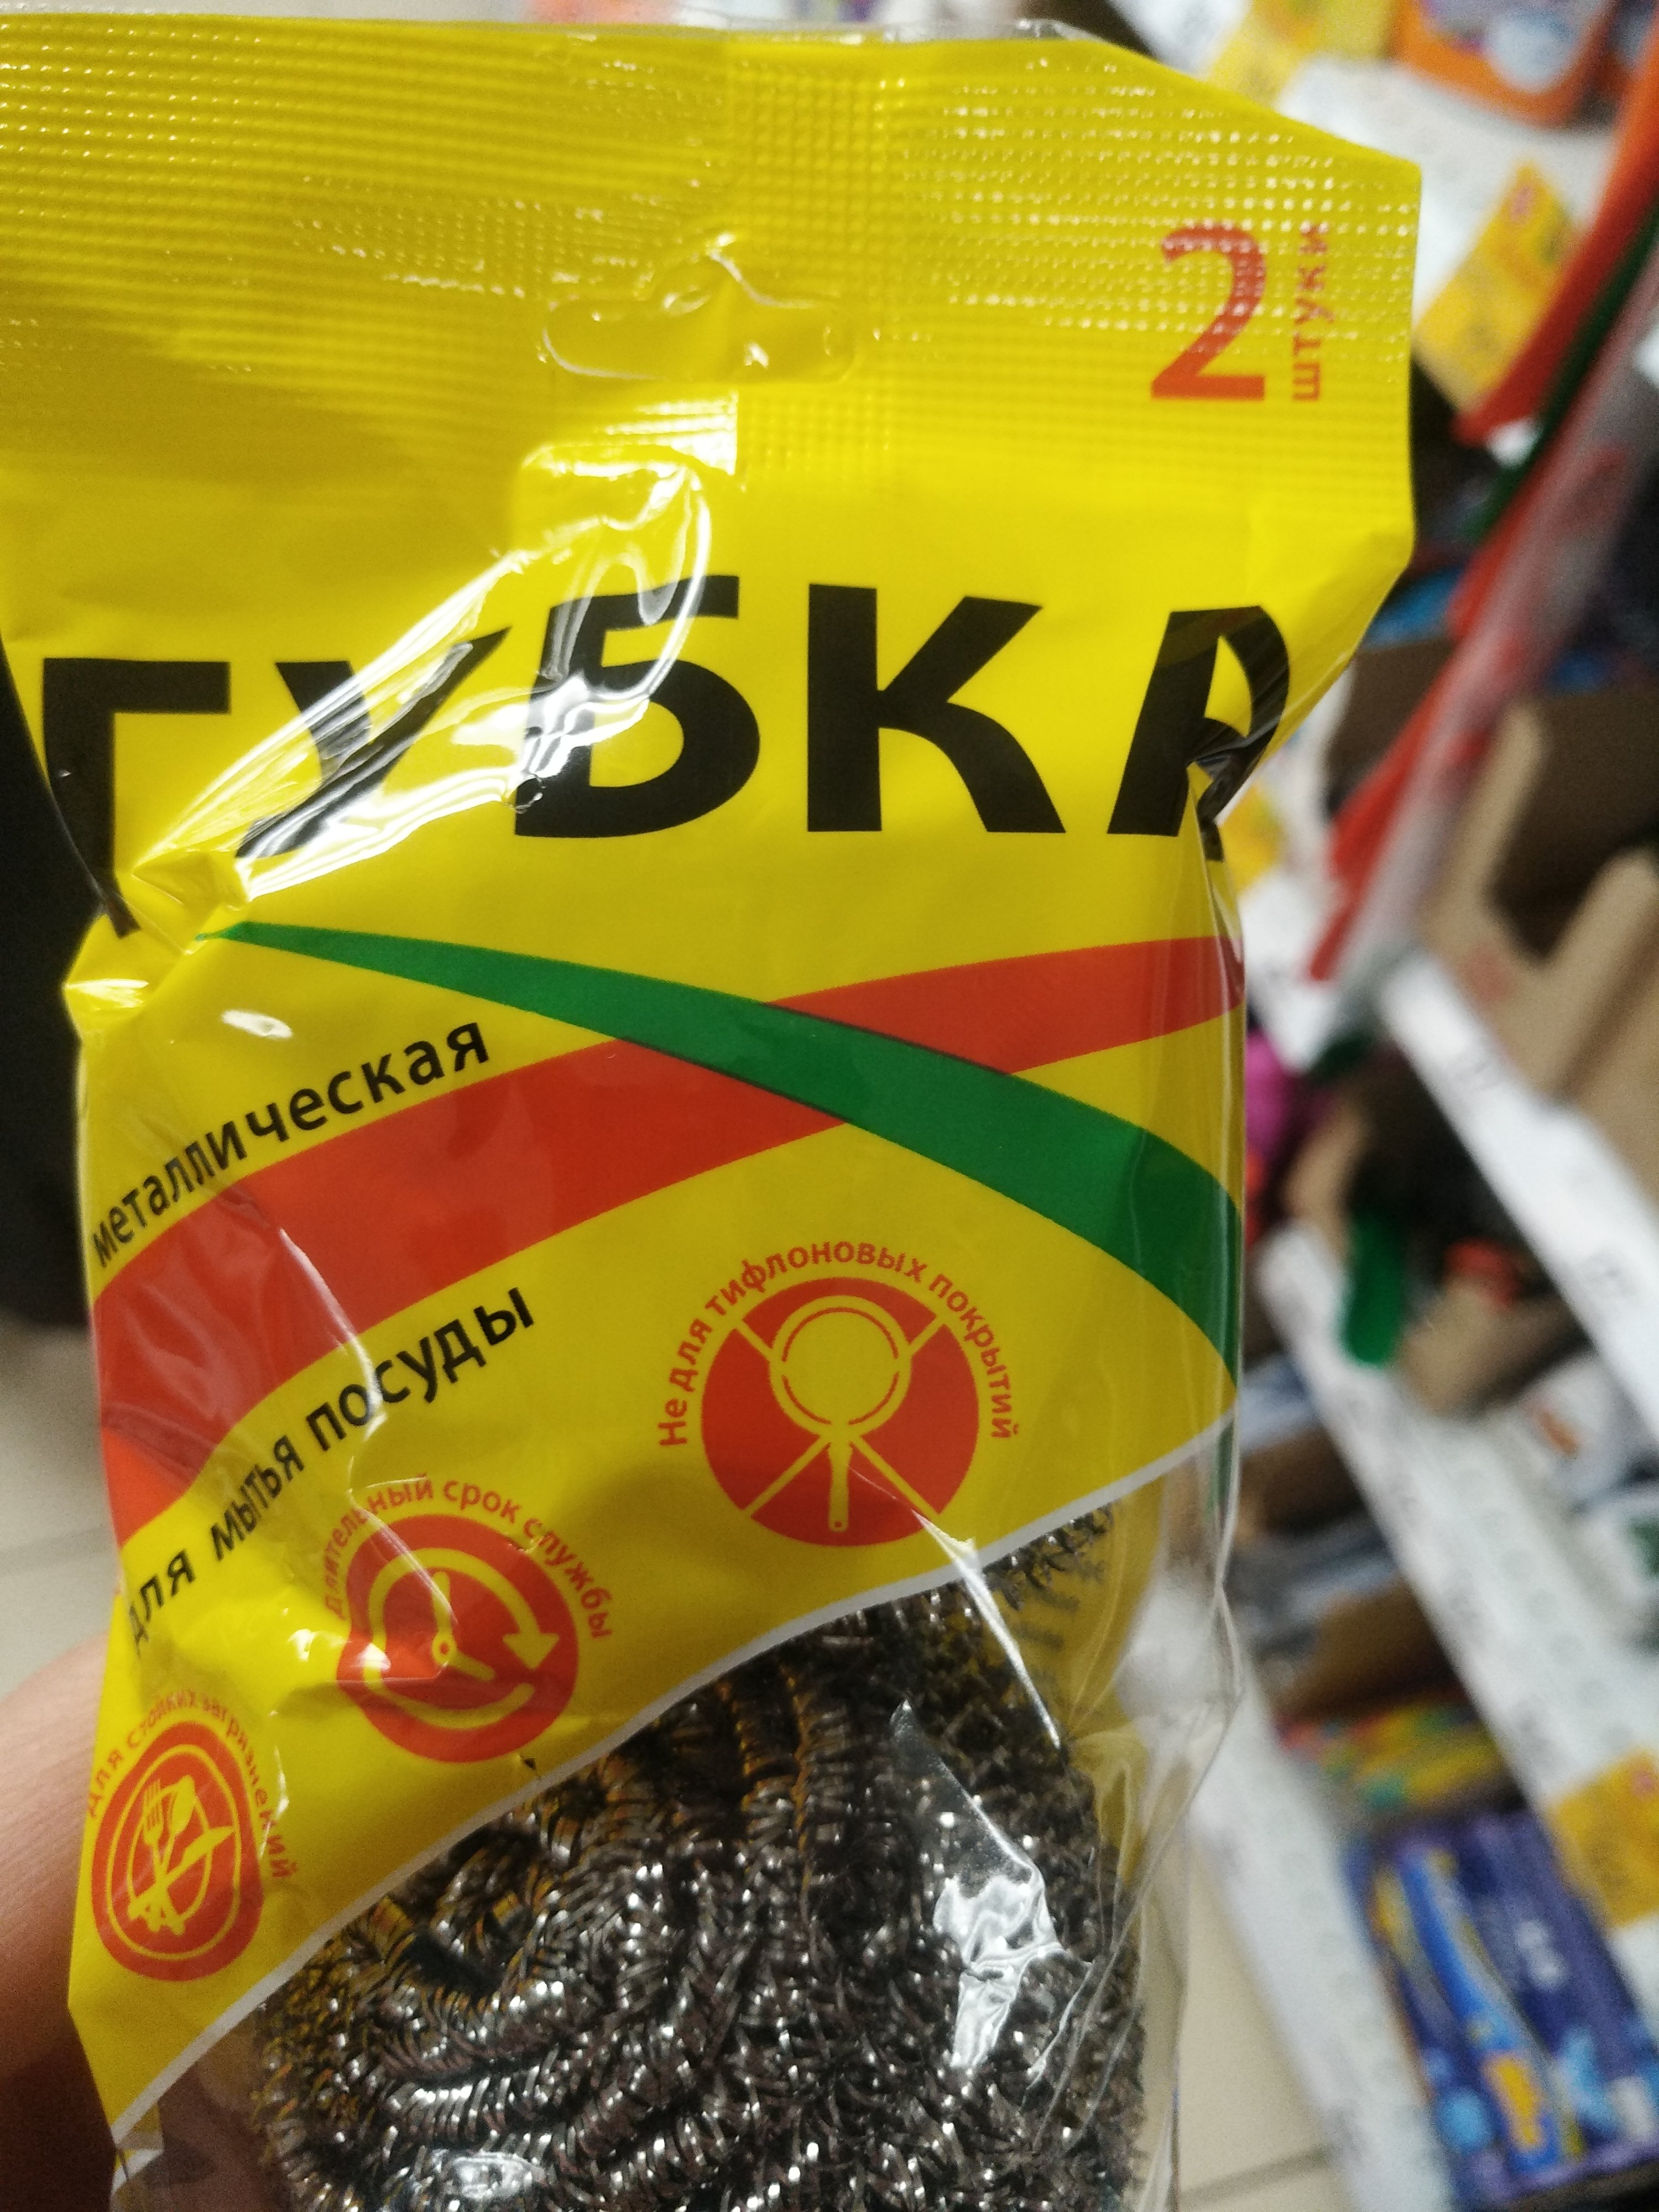 2
штуки
ГУБКА
металлическая
для мытья посуды
Не для тифлоновых покрытий
Длительный срок службы
Для стойких загрязнений